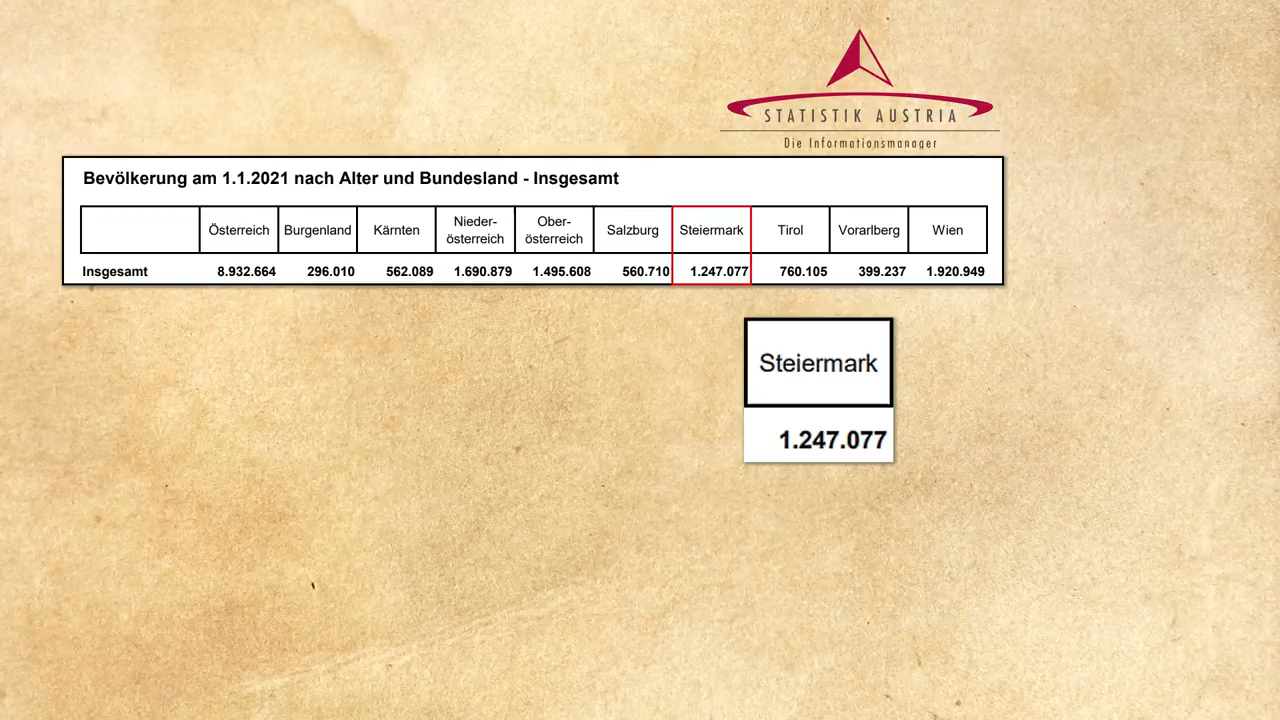 STATISTIK AUSTRIA
Die Informationsmanager
Bevölkerung am 1.1.2021 nach Alter und Bundesland - Insgesamt
Österreich Burgenland Kärnten Nieder-österreich Ober-österreich Salzburg Steiermark Tirol Vorarlberg Wien
Insgesamt 8.932.664 296.010 562.089 1.690.879 1.495.608 560.710 1.247.077 760.105 399.237 1.920.949
Steiermark
1.247.077